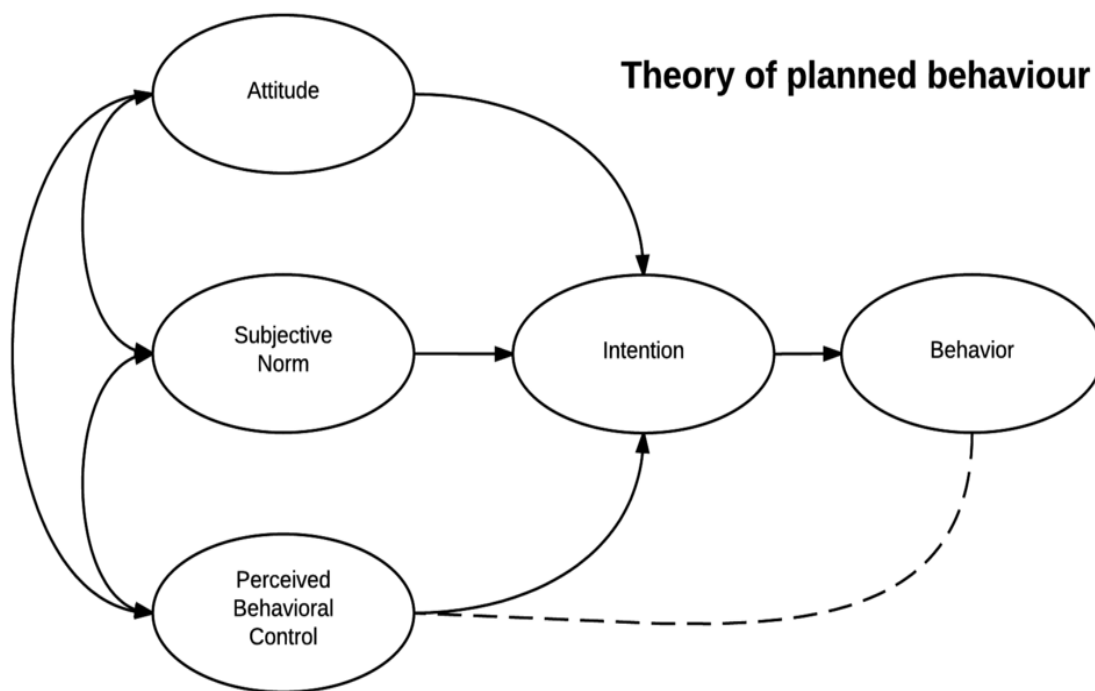 Theory of planned behaviour
Attitude
Subjective
Norm
Intention
Behavior
Perceived
Behavioral
Control